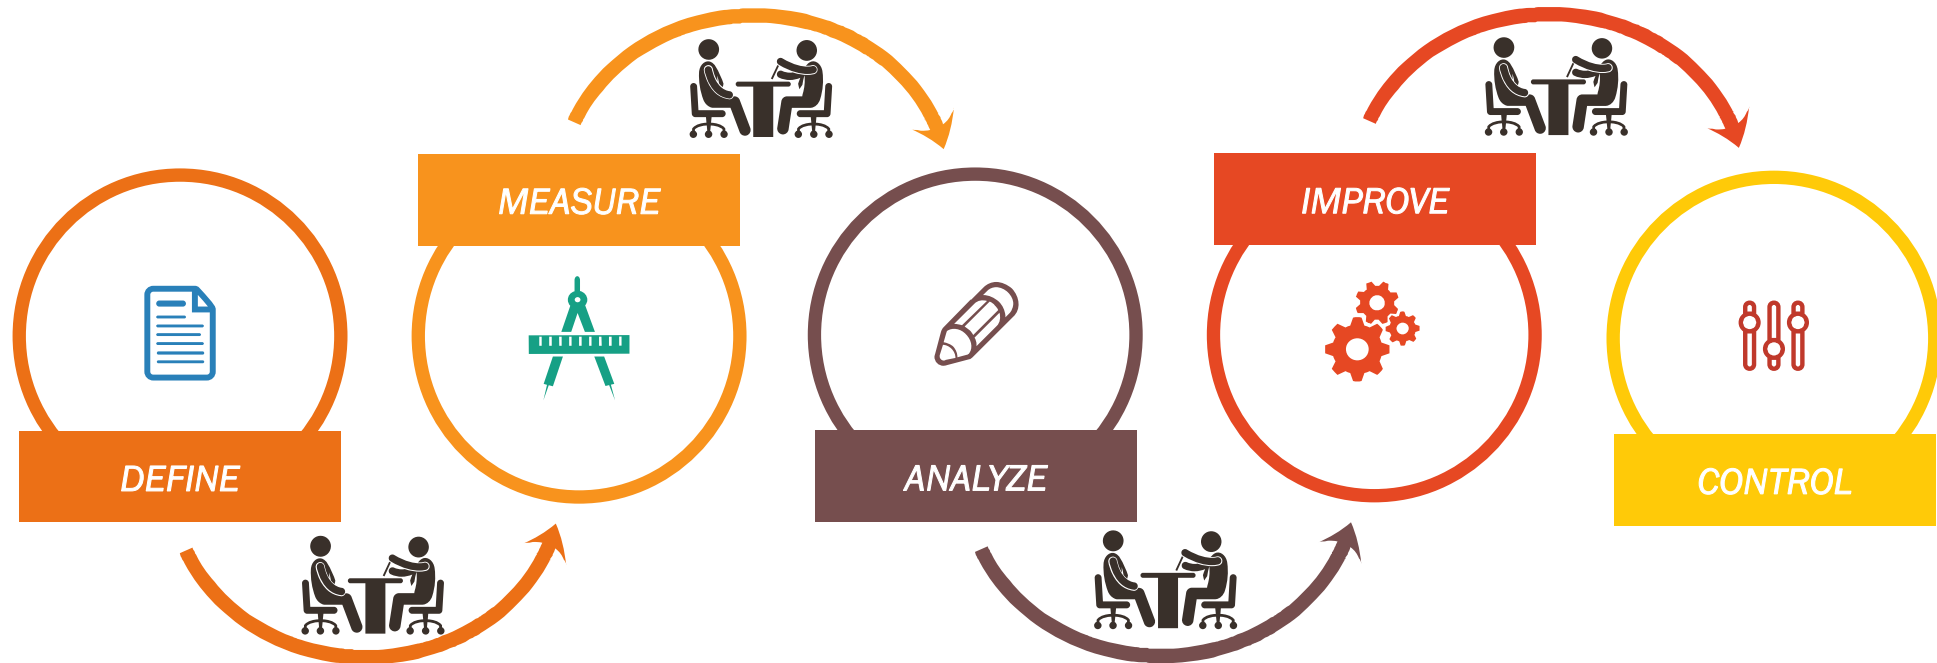 DEFINE
MEASURE
ANALYZE
IMPROVE
CONTROL